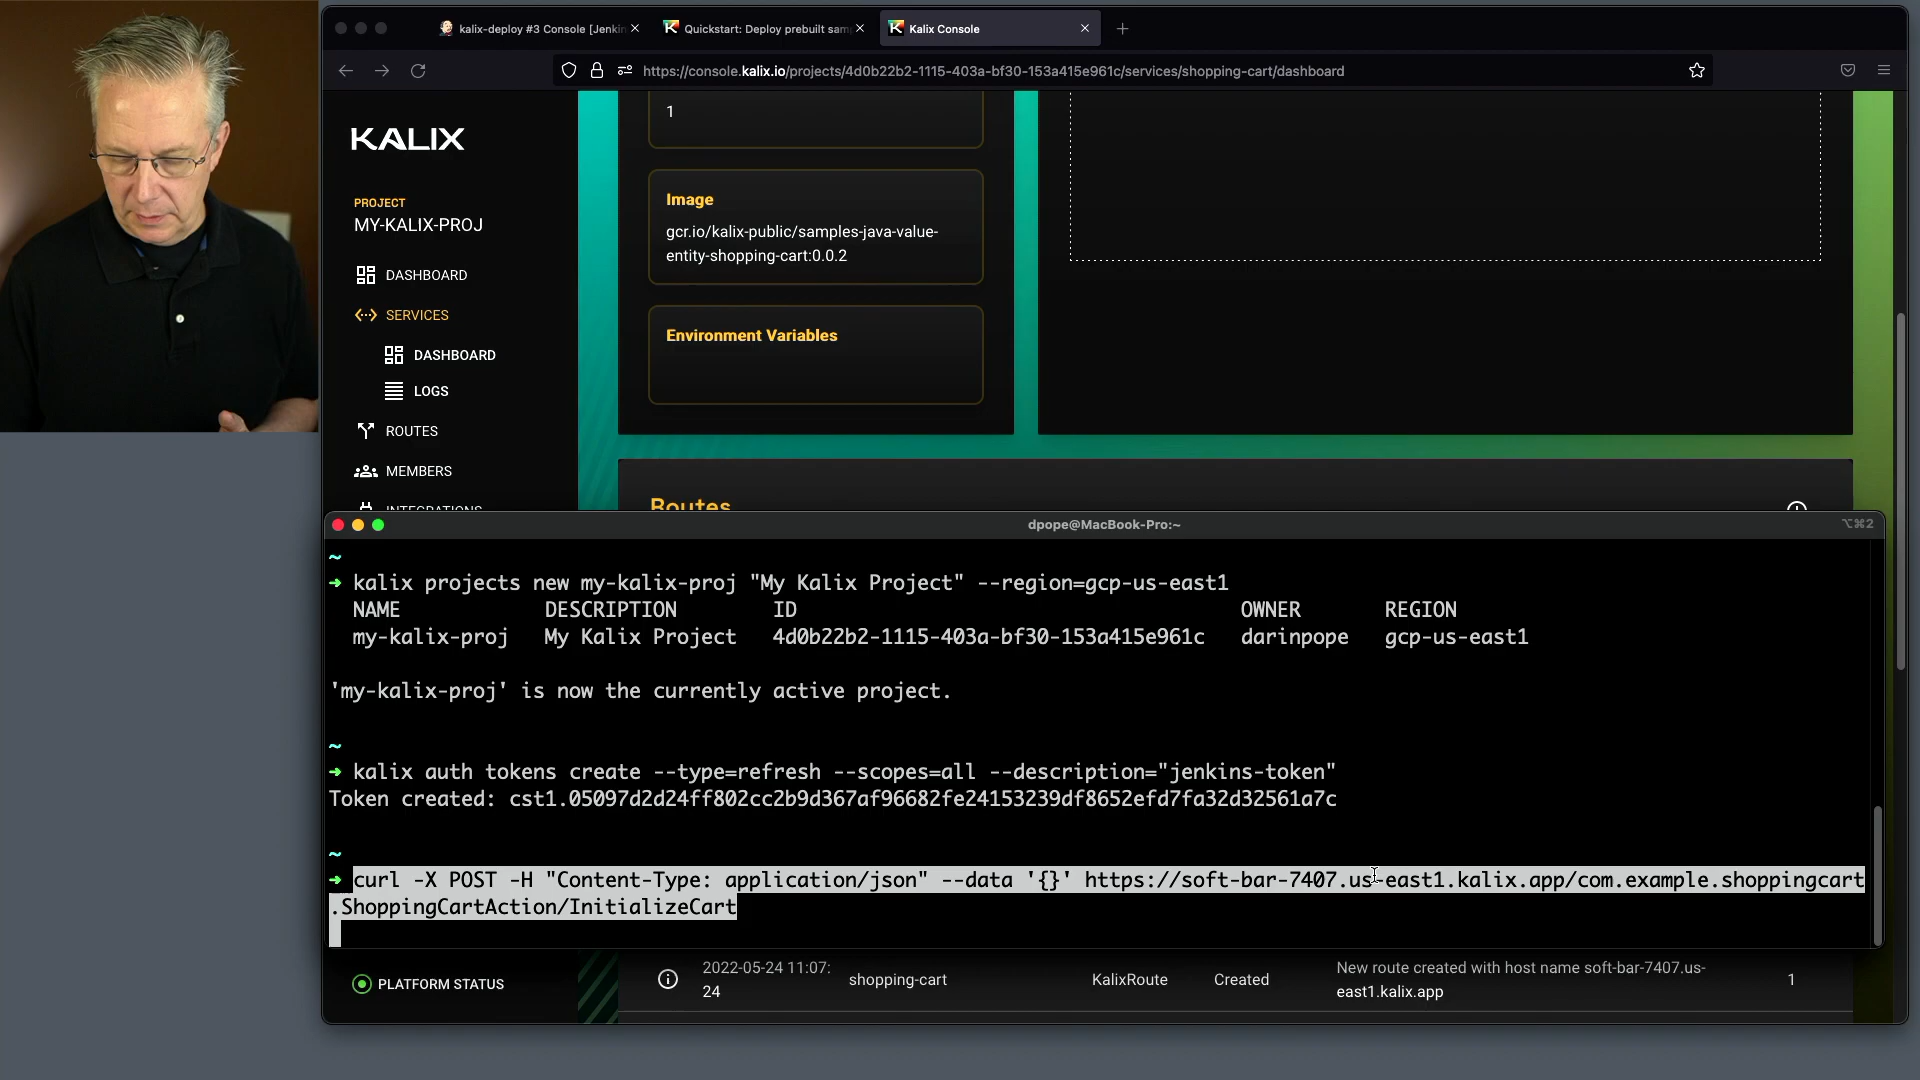 kalix-deploy #3 Console [Jenkin
Quickstart: Deploy prebuilt sam
Kalix Console
https://console.kalix.io/projects/4d0b22b2-1115-403a-bf30-153a415e961c/services/shopping-cart/dashboard
KALIX
PROJECT
MY-KALIX-PROJ
DASHBOARD
SERVICES
DASHBOARD
LOGS
ROUTES
MEMBERS
INTEGRATIONS
1
Image
gcr.io/kalix-public/samples-java-value-
entity-shopping-cart:0.0.2
Environment Variables
Routes
dpope@MacBook-Pro:~
⌥⌘2
~
➜ kalix projects new my-kalix-proj "My Kalix Project" --region=gcp-us-east1
NAME DESCRIPTION ID OWNER REGION
my-kalix-proj My Kalix Project 4d0b22b2-1115-403a-bf30-153a415e961c darinpope gcp-us-east1
'my-kalix-proj' is now the currently active project.
~
➜ kalix auth tokens create --type=refresh --scopes=all --description="jenkins-token"
Token created: cst1.05097d2d24ff802cc2b9d367af96682fe24153239df8652efd7fa32d32561a7c
~
➜ curl -X POST -H "Content-Type: application/json" --data '{}' https://soft-bar-7407.us-east1.kalix.app/com.example.shoppingcart
.ShoppingCartAction/InitializeCart
PLATFORM STATUS
2022-05-24 11:07:
24
shopping-cart
KalixRoute
Created
New route created with host name soft-bar-7407.us-
east1.kalix.app
1